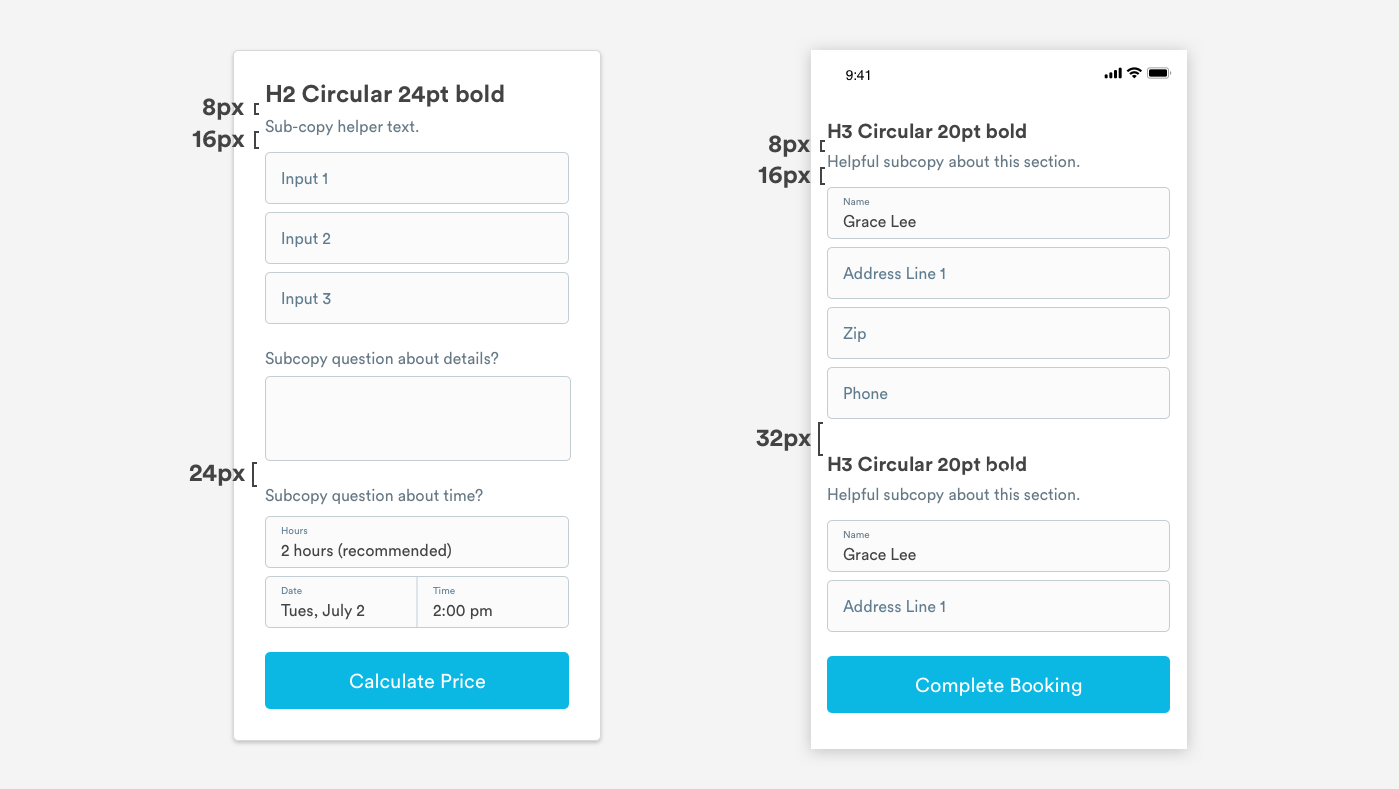 H2 Circular 24pt bold
8px
Sub-copy helper text.
16px
Input 1
Input 2
Input 3
Subcopy question about details?
24px
Subcopy question about time?
Hours
2 hours (recommended)
Date
Time
Tues, July 2
2:00 pm
Calculate Price
9:41
H3 Circular 20pt bold
8px
Helpful subcopy about this section.
16px
Name
Grace Lee
Address Line 1
Zip
Phone
32px
H3 Circular 20pt bold
Helpful subcopy about this section.
Name
Grace Lee
Address Line 1
Complete Booking